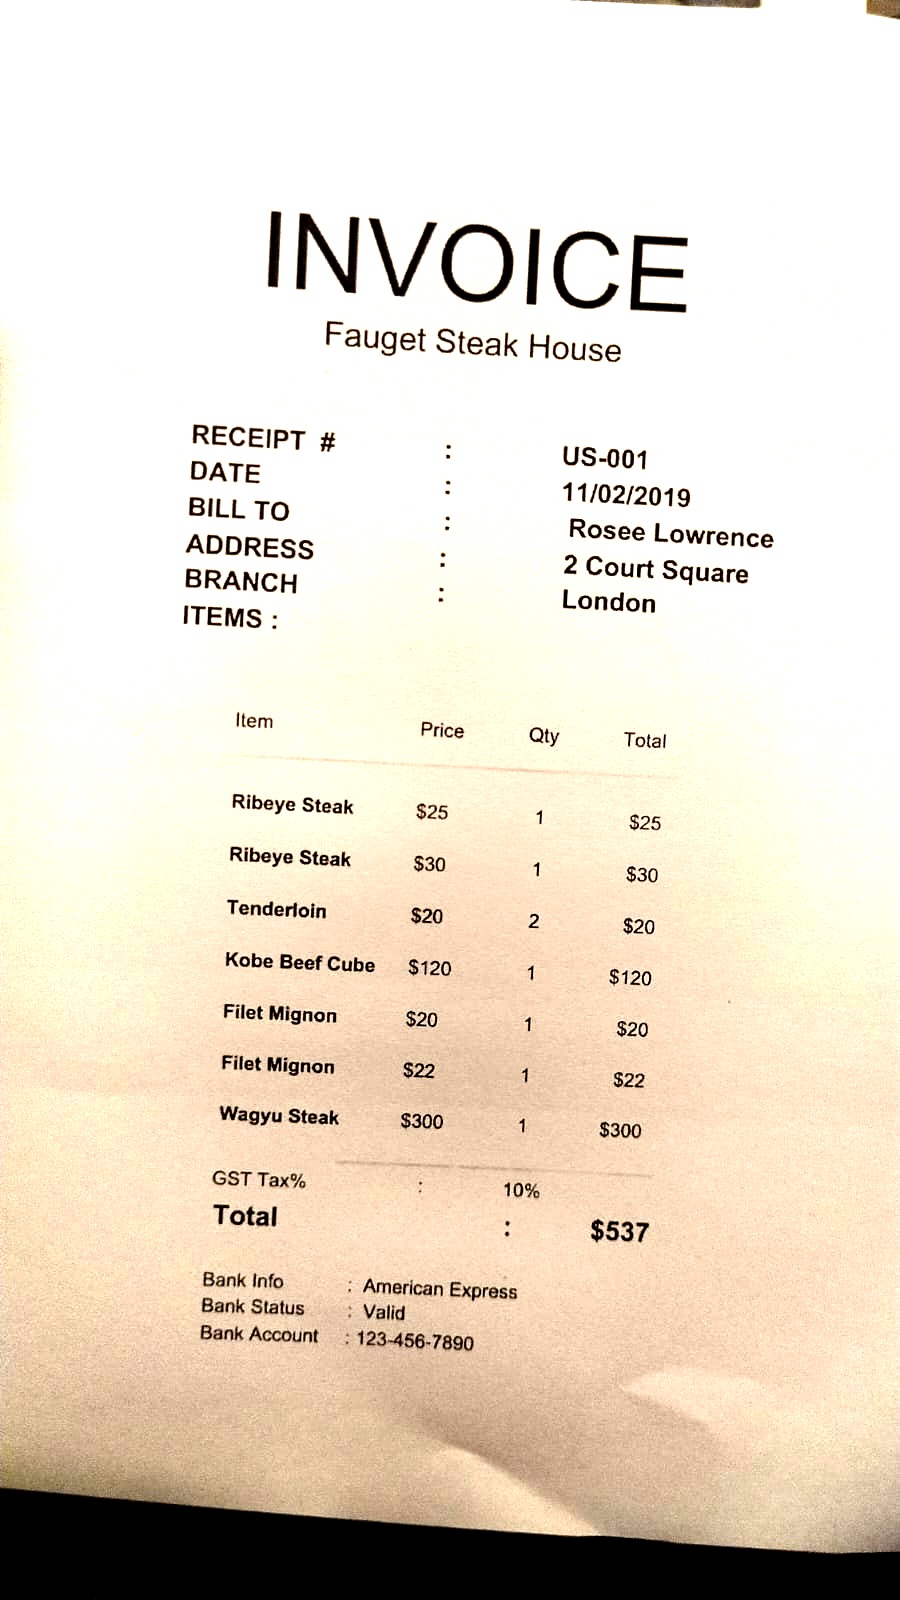 INVOICE
Fauget Steak House
RECEIPT # : US-001
DATE : 11/02/2019
BILL TO : Rosee Lowrence
ADDRESS : 2 Court Square
BRANCH : London
ITEMS :
Item Price Qty Total
Ribeye Steak $25 1 $25
Ribeye Steak $30 1 $30
Tenderloin $20 2 $20
Kobe Beef Cube $120 1 $120
Filet Mignon $20 1 $20
Filet Mignon $22 1 $22
Wagyu Steak $300 1 $300
GST Tax% : 10%
Total : $537
Bank Info : American Express
Bank Status : Valid
Bank Account : 123-456-7890